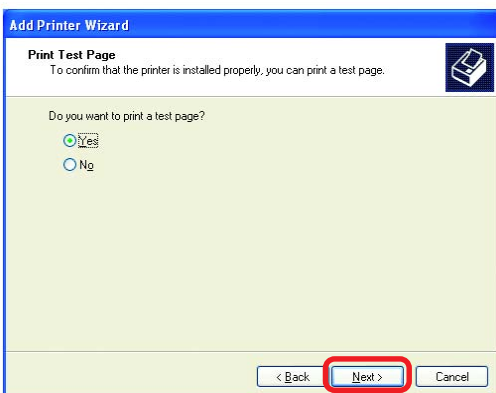 Add Printer Wizard
Print Test Page
To confirm that the printer is installed properly, you can print a test page.
Do you want to print a test page?
Yes
No
< Back
Next >
Cancel